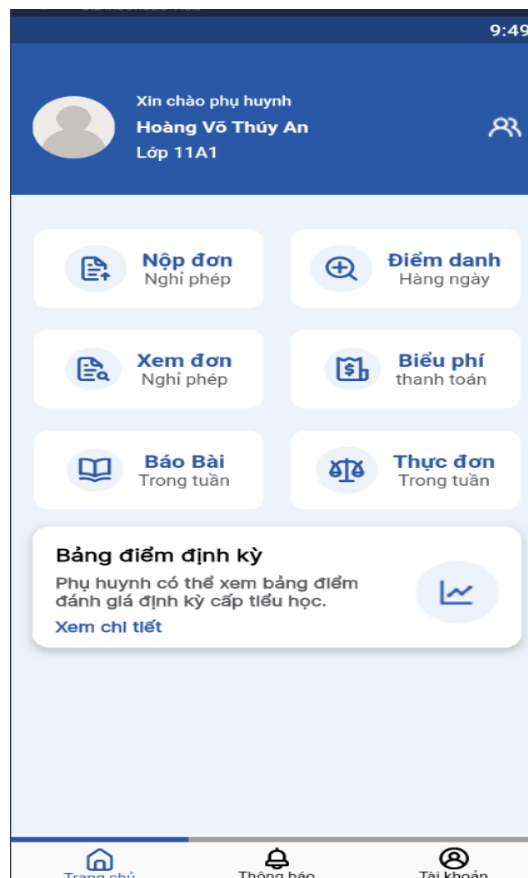 9:49
Xin chào phụ huynh
Hoàng Võ Thúy An
Lớp 11A1
Nộp đơn
Nghỉ phép
Điểm danh
Hàng ngày
Xem đơn
Nghỉ phép
Biểu phí
thanh toán
Báo Bài
Trong tuần
Thực đơn
Trong tuần
Bảng điểm định kỳ
Phụ huynh có thể xem bảng điểm
đánh giá định kỳ cấp tiểu học.
Xem chi tiết
Trang chủ
Thông báo
Tài khoản